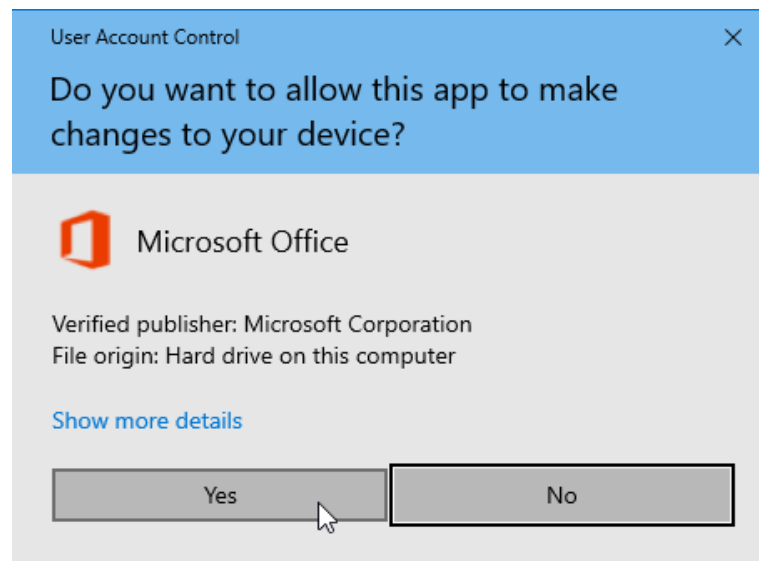 User Account Control
Do you want to allow this app to make
changes to your device?
Microsoft Office
Verified publisher: Microsoft Corporation
File origin: Hard drive on this computer
Show more details
Yes
No